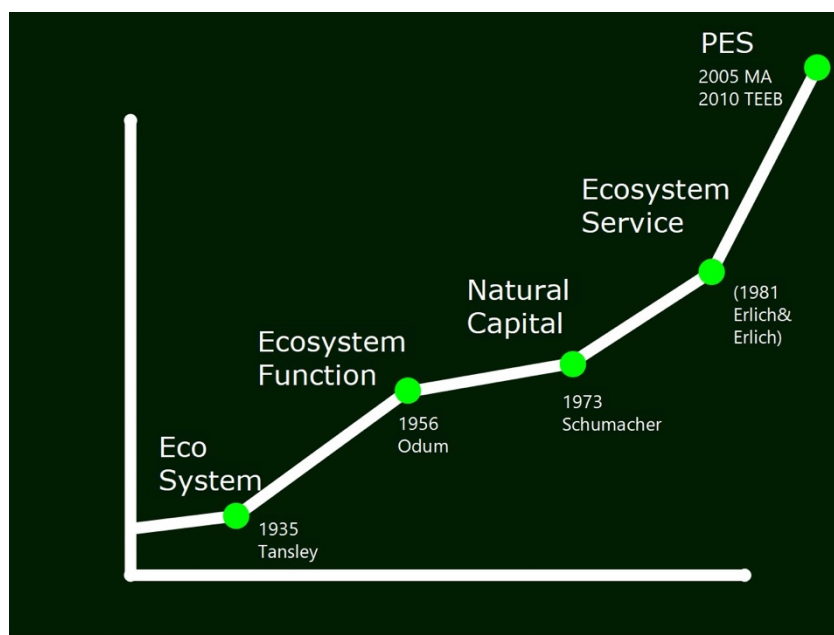 PES
2005 MA
2010 TEEB
Ecosystem
Service
(1981
Erlich&
Erlich)
Natural
Capital
1973
Schumacher
Ecosystem
Function
1956
Odum
Eco
System
1935
Tansley